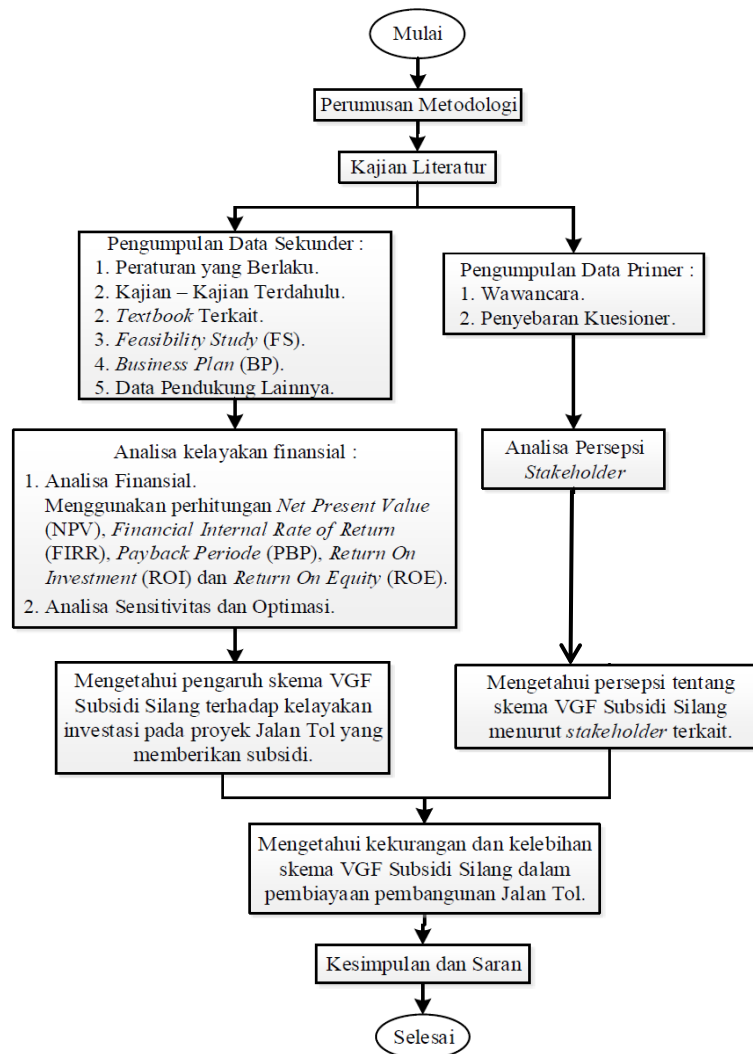 Mulai
Perumusan Metodologi
Kajian Literatur
Pengumpulan Data Sekunder :
1. Peraturan yang Berlaku.
2. Kajian – Kajian Terdahulu.
2. Textbook Terkait.
3. Feasibility Study (FS).
4. Business Plan (BP).
5. Data Pendukung Lainnya.
Pengumpulan Data Primer :
1. Wawancara.
2. Penyebaran Kuesioner.
Analisa kelayakan finansial :
1. Analisa Finansial.
Menggunakan perhitungan Net Present Value
(NPV), Financial Internal Rate of Return
(FIRR), Payback Periode (PBP), Return On
Investment (ROI) dan Return On Equity (ROE).
2. Analisa Sensitivitas dan Optimasi.
Analisa Persepsi
Stakeholder
Mengetahui pengaruh skema VGF
Subsidi Silang terhadap kelayakan
investasi pada proyek Jalan Tol yang
memberikan subsidi.
Mengetahui persepsi tentang
skema VGF Subsidi Silang
menurut stakeholder terkait.
Mengetahui kekurangan dan kelebihan
skema VGF Subsidi Silang dalam
pembiayaan pembangunan Jalan Tol.
Kesimpulan dan Saran
Selesai